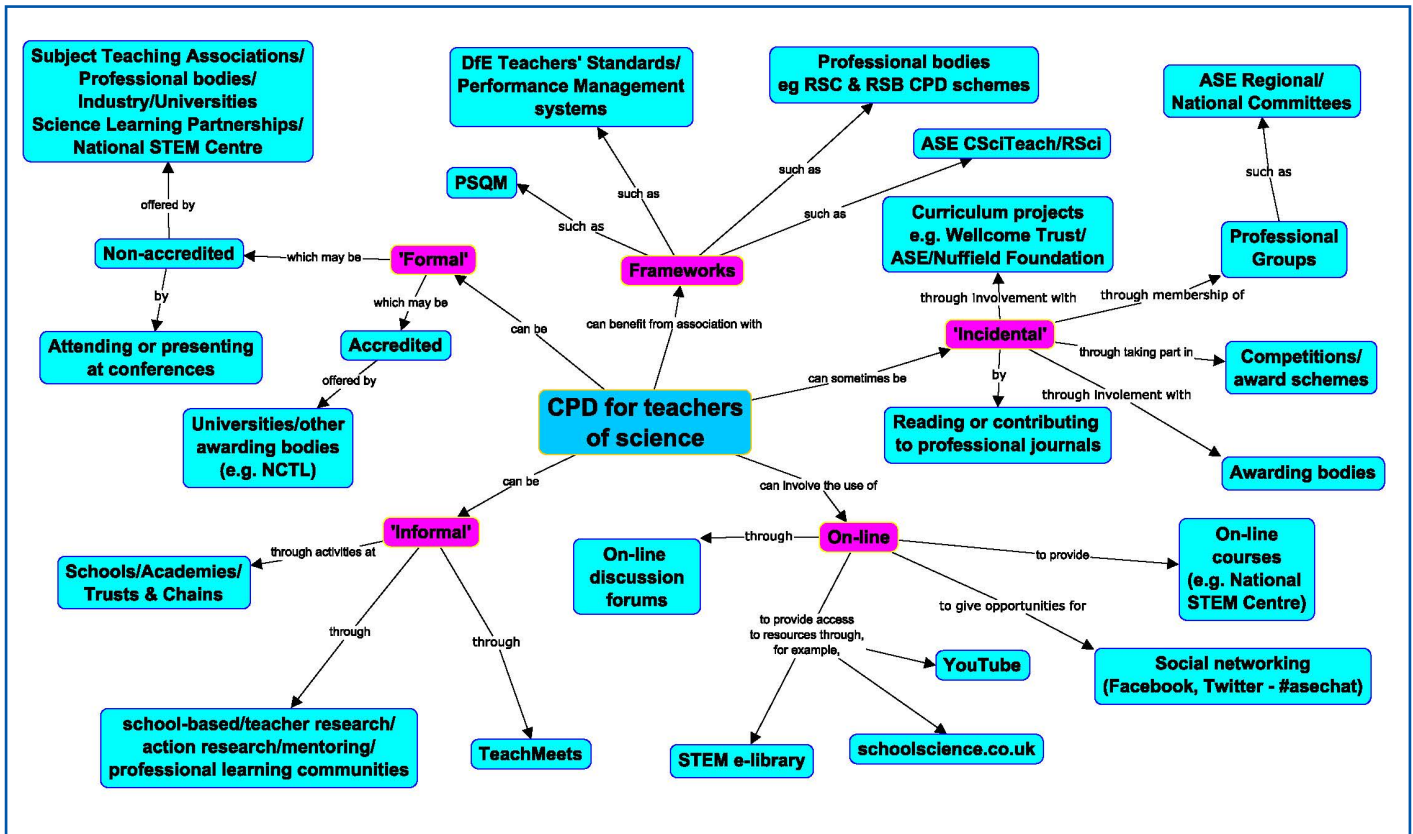 Subject Teaching Associations/
Professional bodies/
Industry/Universities
Science Learning Partnerships/
National STEM Centre
DfE Teachers' Standards/
Performance Management
systems
Professional bodies
eg RSC & RSB CPD schemes
ASE Regional/
National Committees
ASE CSciTeach/RSci
PSQM
such as
such as
such as
such as
such as
offered by
Curriculum projects
e.g. Wellcome Trust/
ASE/Nuffield Foundation
Professional
Groups
Non-accredited
which may be
'Formal'
Frameworks
by
which may be
through involvement with
through membership of
can be
can benefit from association with
'Incidental'
Attending or presenting
at conferences
Accredited
through taking part in
Competitions/
award schemes
offered by
can sometimes be
by
through involement with
CPD for teachers
of science
Universities/other
awarding bodies
(e.g. NCTL)
Reading or contributing
to professional journals
Awarding bodies
can be
can involve the use of
'Informal'
through
On-line
through activities at
to provide
On-line
courses
(e.g. National
STEM Centre)
Schools/Academies/
Trusts & Chains
On-line
discussion
forums
to give opportunities for
through
through
to provide access
to resources through,
for example,
YouTube
Social networking
(Facebook, Twitter - #asechat)
school-based/teacher research/
action research/mentoring/
professional learning communities
TeachMeets
STEM e-library
schoolscience.co.uk